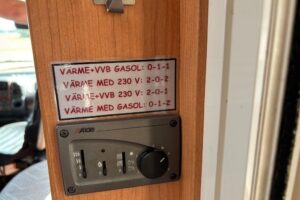 VÄRME+VVB GASOL: 0-1-1
VÄRME MED 230 V: 2-0-2
VÄRME+VVB 230 V: 2-0-1
VÄRME MED GASOL: 0-1-2